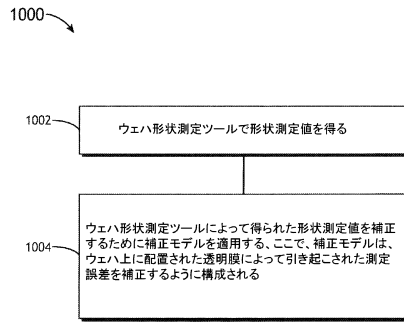 1000
1002
ウェハ形状測定ツールで形状測定値を得る
1004
ウェハ形状測定ツールによって得られた形状測定値を補正
するために補正モデルを適用する、ここで、補正モデルは、
ウェハ上に配置された透明膜によって引き起こされた測定
誤差を補正するように構成される